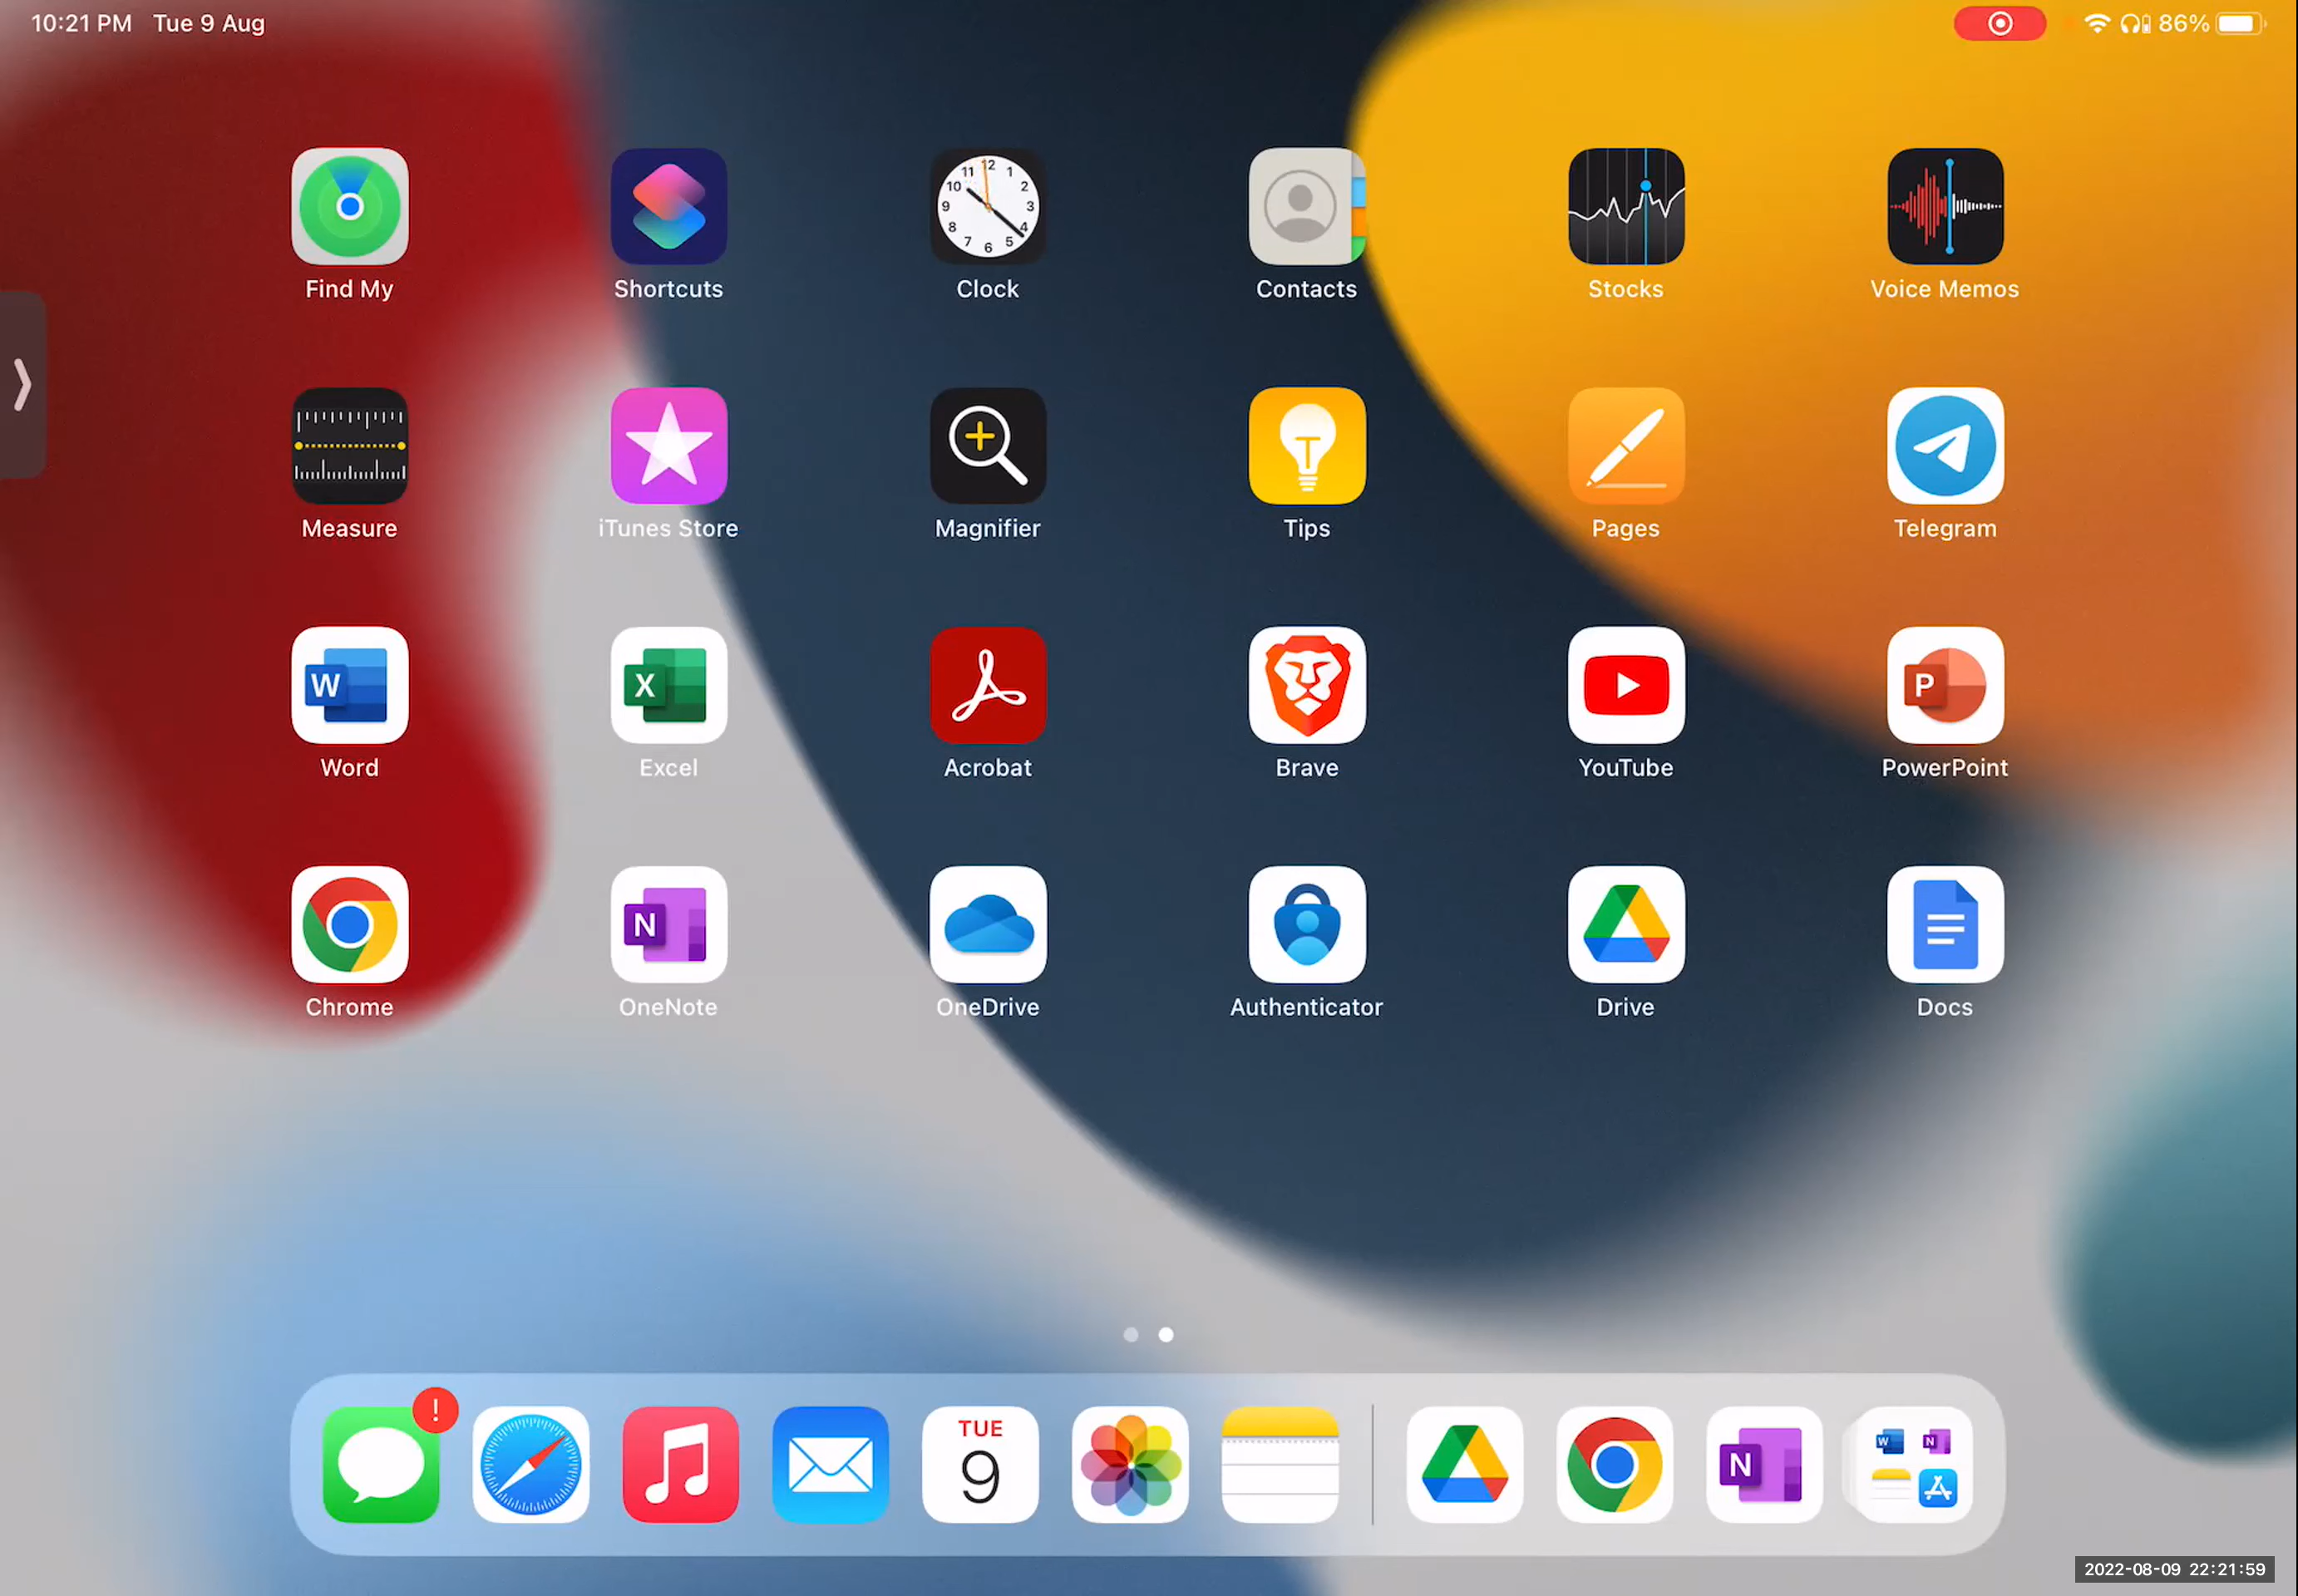 10:21 PM Tue 9 Aug
86%
Find My
Shortcuts
Clock
Contacts
Stocks
Voice Memos
Measure
iTunes Store
Magnifier
Tips
Pages
Telegram
W
X
P
Word
Excel
Acrobat
Brave
YouTube
PowerPoint
N
Chrome
OneNote
OneDrive
Authenticator
Drive
Docs
!
TUE
9
N
W
N
2022-08-09 22:21:59